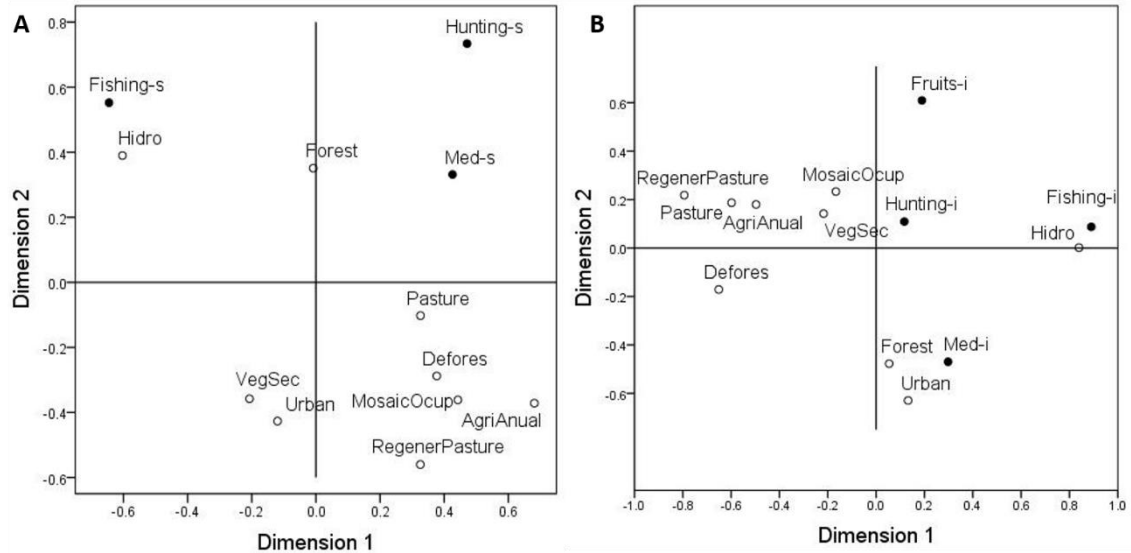 A
Dimension 2
0.8
0.6
0.4
0.2
0.0
-0.2
-0.4
-0.6
Hunting-s
Fishing-s
Hidro
Forest
Med-s
Pasture
Defores
VegSec
MosaicOcup
Urban
AgriAnual
RegenerPasture
-0.6 -0.4 -0.2 0.0 0.2 0.4 0.6
Dimension 1
B
Dimension 2
0.6
0.4
0.2
0.0
-0.2
-0.4
-0.6
Fruits-i
RegenerPasture
MosaicOcup
Fishing-i
Pasture
Hunting-i
AgriAnual
VegSec
Hidro
Defores
Forest
Med-i
Urban
-1.0 -0.8 -0.6 -0.4 -0.2 0.0 0.2 0.4 0.6 0.8 1.0
Dimension 1